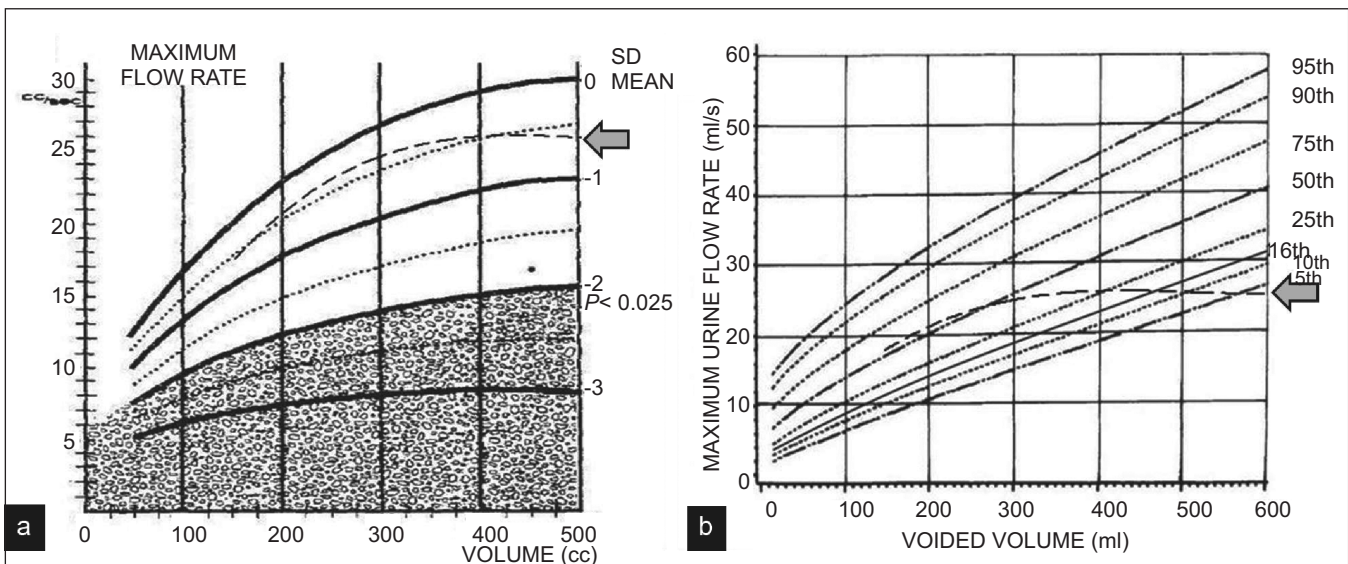 MAXIMUM
FLOW RATE
SD
MEAN
30
25
20
15
10
5
0
-1
-2
P< 0.025
-3
0 100 200 300 400 500
VOLUME (cc)
a
MAXIMUM URINE FLOW RATE (ml/s)
60
50
40
30
20
10
0
95th
90th
75th
50th
25th
16th
10th
5th
0 100 200 300 400 500 600
VOIDED VOLUME (ml)
b